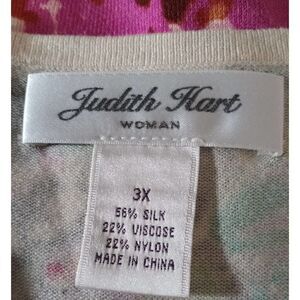 Judith Hart
WOMAN
3X
56% SILK
22% VISCOSE
22% NYLON
MADE IN CHINA